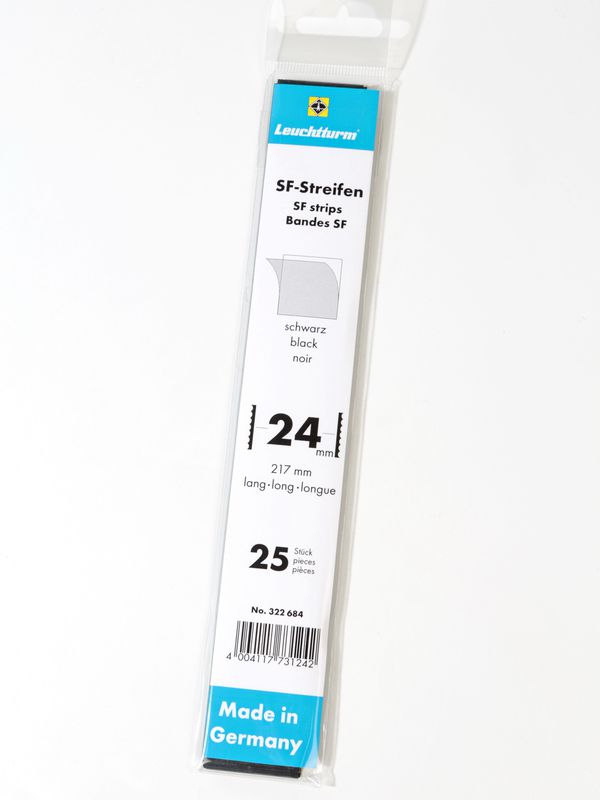 Leuchtturm®
SF-Streifen
SF strips
Bandes SF
schwarz
black
noir
24 mm
217 mm
lang·long·longue
25 Stück
pieces
pièces
No. 322 684
4 004117 731242
Made in
Germany